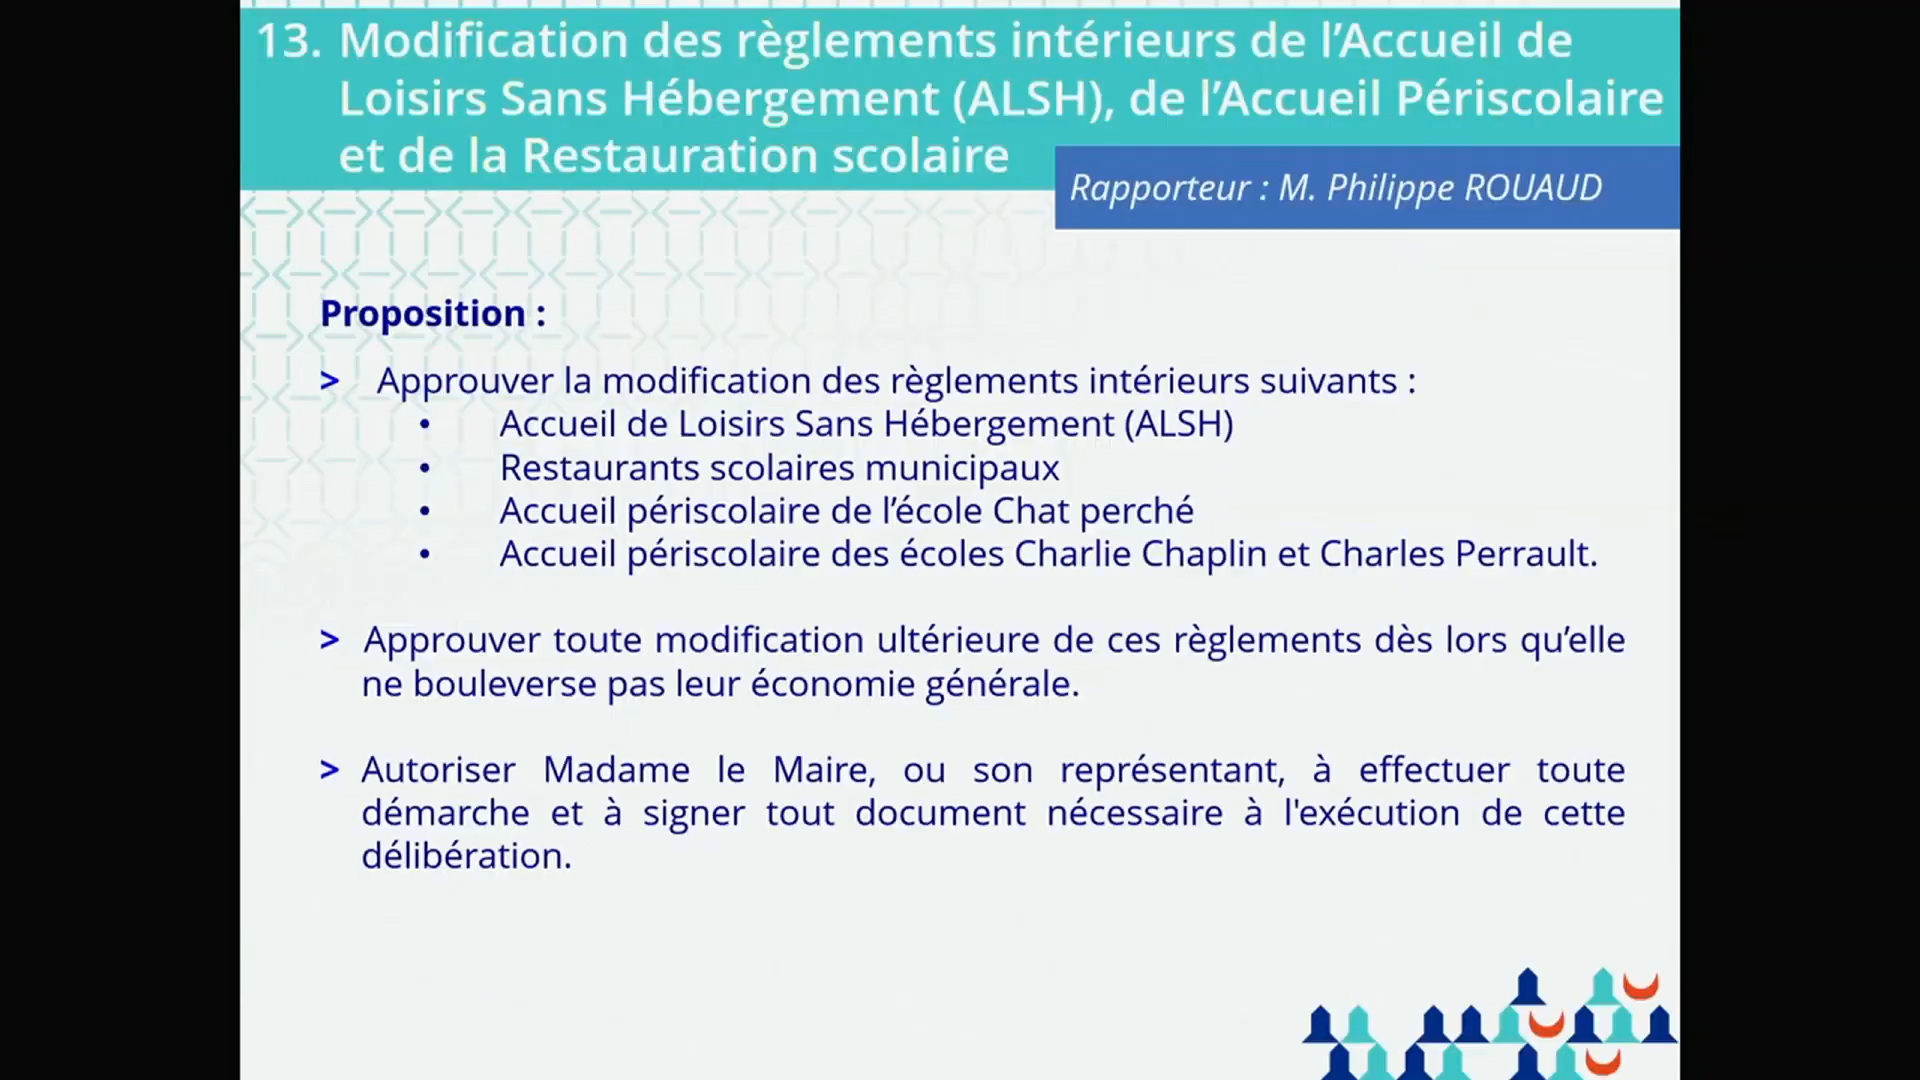 13. Modification des règlements intérieurs de l’Accueil de
Loisirs Sans Hébergement (ALSH), de l’Accueil Périscolaire
et de la Restauration scolaire
Rapporteur : M. Philippe ROUAUD
Proposition :
> Approuver la modification des règlements intérieurs suivants :
• Accueil de Loisirs Sans Hébergement (ALSH)
• Restaurants scolaires municipaux
• Accueil périscolaire de l’école Chat perché
• Accueil périscolaire des écoles Charlie Chaplin et Charles Perrault.
> Approuver toute modification ultérieure de ces règlements dès lors qu’elle
ne bouleverse pas leur économie générale.
> Autoriser Madame le Maire, ou son représentant, à effectuer toute
démarche et à signer tout document nécessaire à l'exécution de cette
délibération.